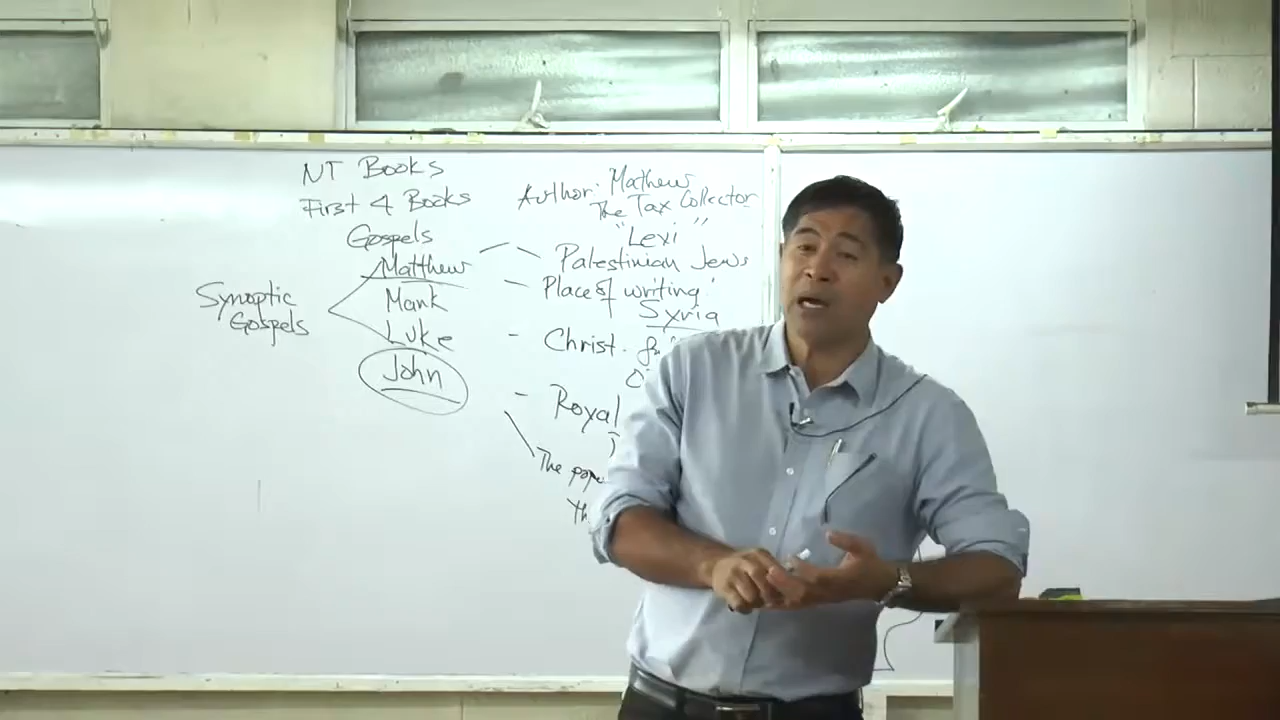 NT Books
First 4 Books
Gospels
Matthew
Mark
Luke
John
Synoptic
Gospels
Author: Mathew
The Tax Collector
"Lexi"
Palestinian Jews
Place of writing
Syria
Christ.
Royal
The